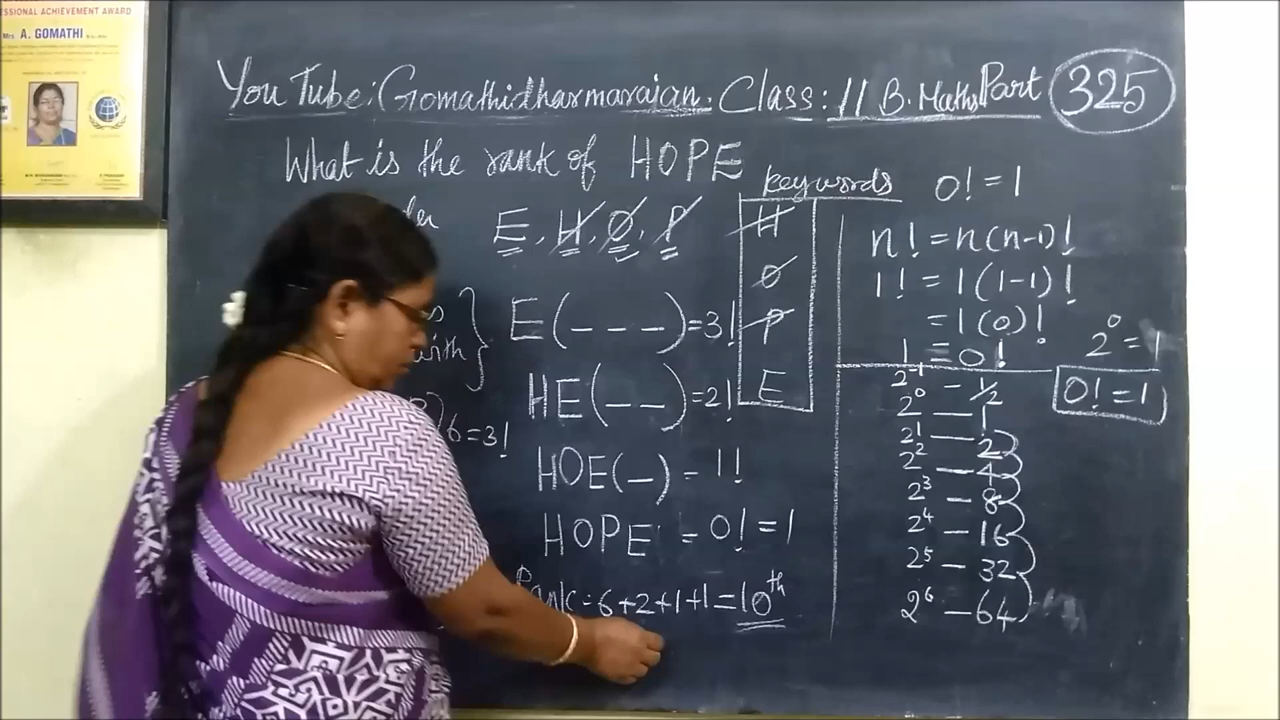 ESSIONAL ACHIEVEMENT AWARD
Mrs. A. GOMATHI
YouTube: Gomathidharmarajan. Class: 11 B. Maths Part 325
What is the rank of HOPE
E, H, O, P
E(– – –) = 3!
with
HE(– –) = 2!
6 = 3!
HOE(–) = 1!
HOPE – 0! = 1
Rank = 6+2+1+1 = 10th
keywords
H
O
P
E
0! = 1
n! = n(n-1)!
1! = 1(1-1)!
= 1(0)!
1 = 0!
2⁰ = 1
0! = 1
2⁻¹ – 1/2
2⁰ – 1
2¹ – 2
2² – 4
2³ – 8
2⁴ – 16
2⁵ – 32
2⁶ – 64